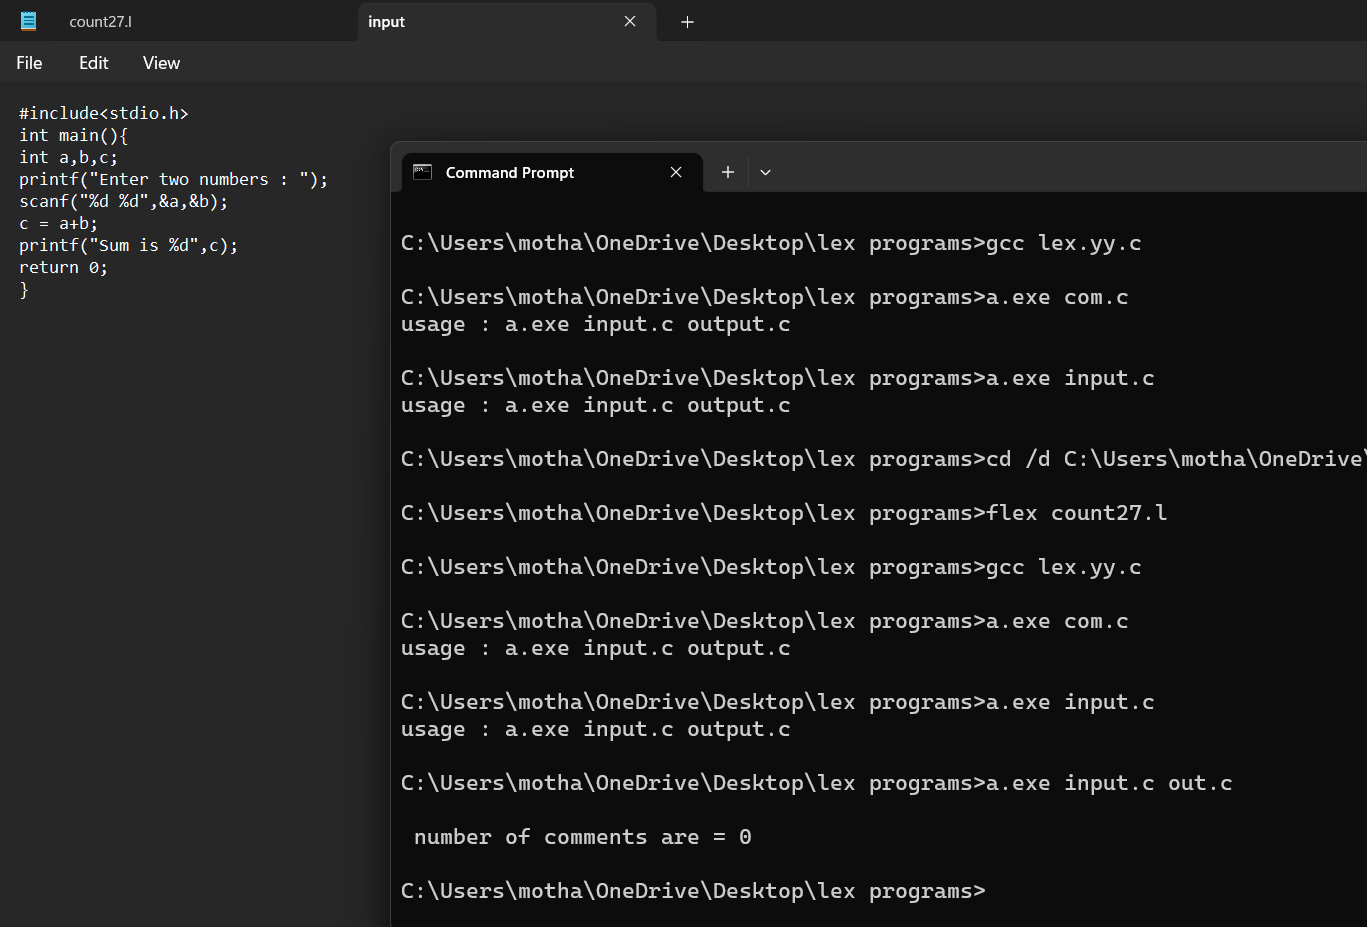 count27.l
input
File Edit View
#include<stdio.h>
int main(){
int a,b,c;
printf("Enter two numbers : ");
scanf("%d %d",&a,&b);
c = a+b;
printf("Sum is %d",c);
return 0;
}
Command Prompt
C:\Users\motha\OneDrive\Desktop\lex programs>gcc lex.yy.c
C:\Users\motha\OneDrive\Desktop\lex programs>a.exe com.c
usage : a.exe input.c output.c
C:\Users\motha\OneDrive\Desktop\lex programs>a.exe input.c
usage : a.exe input.c output.c
C:\Users\motha\OneDrive\Desktop\lex programs>cd /d C:\Users\motha\OneDrive\
C:\Users\motha\OneDrive\Desktop\lex programs>flex count27.l
C:\Users\motha\OneDrive\Desktop\lex programs>gcc lex.yy.c
C:\Users\motha\OneDrive\Desktop\lex programs>a.exe com.c
usage : a.exe input.c output.c
C:\Users\motha\OneDrive\Desktop\lex programs>a.exe input.c
usage : a.exe input.c output.c
C:\Users\motha\OneDrive\Desktop\lex programs>a.exe input.c out.c
number of comments are = 0
C:\Users\motha\OneDrive\Desktop\lex programs>